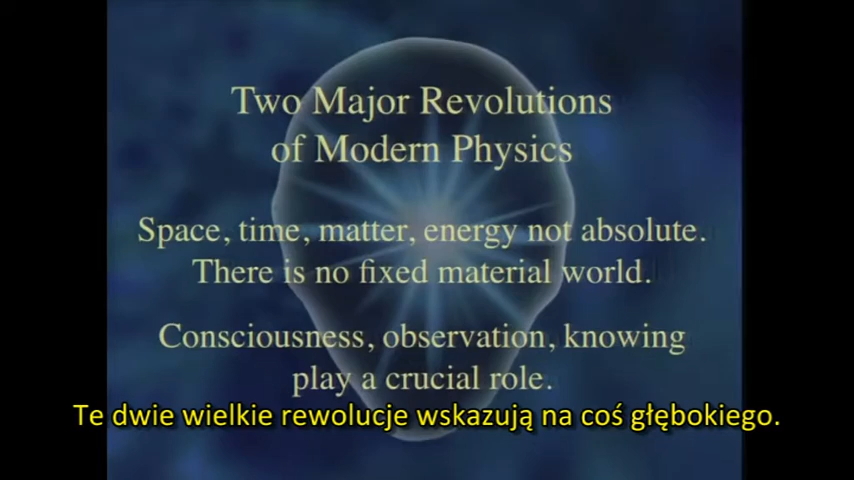 Two Major Revolutions
of Modern Physics
Space, time, matter, energy not absolute.
There is no fixed material world.
Consciousness, observation, knowing
play a crucial role.
Te dwie wielkie rewolucje wskazują na coś głębokiego.